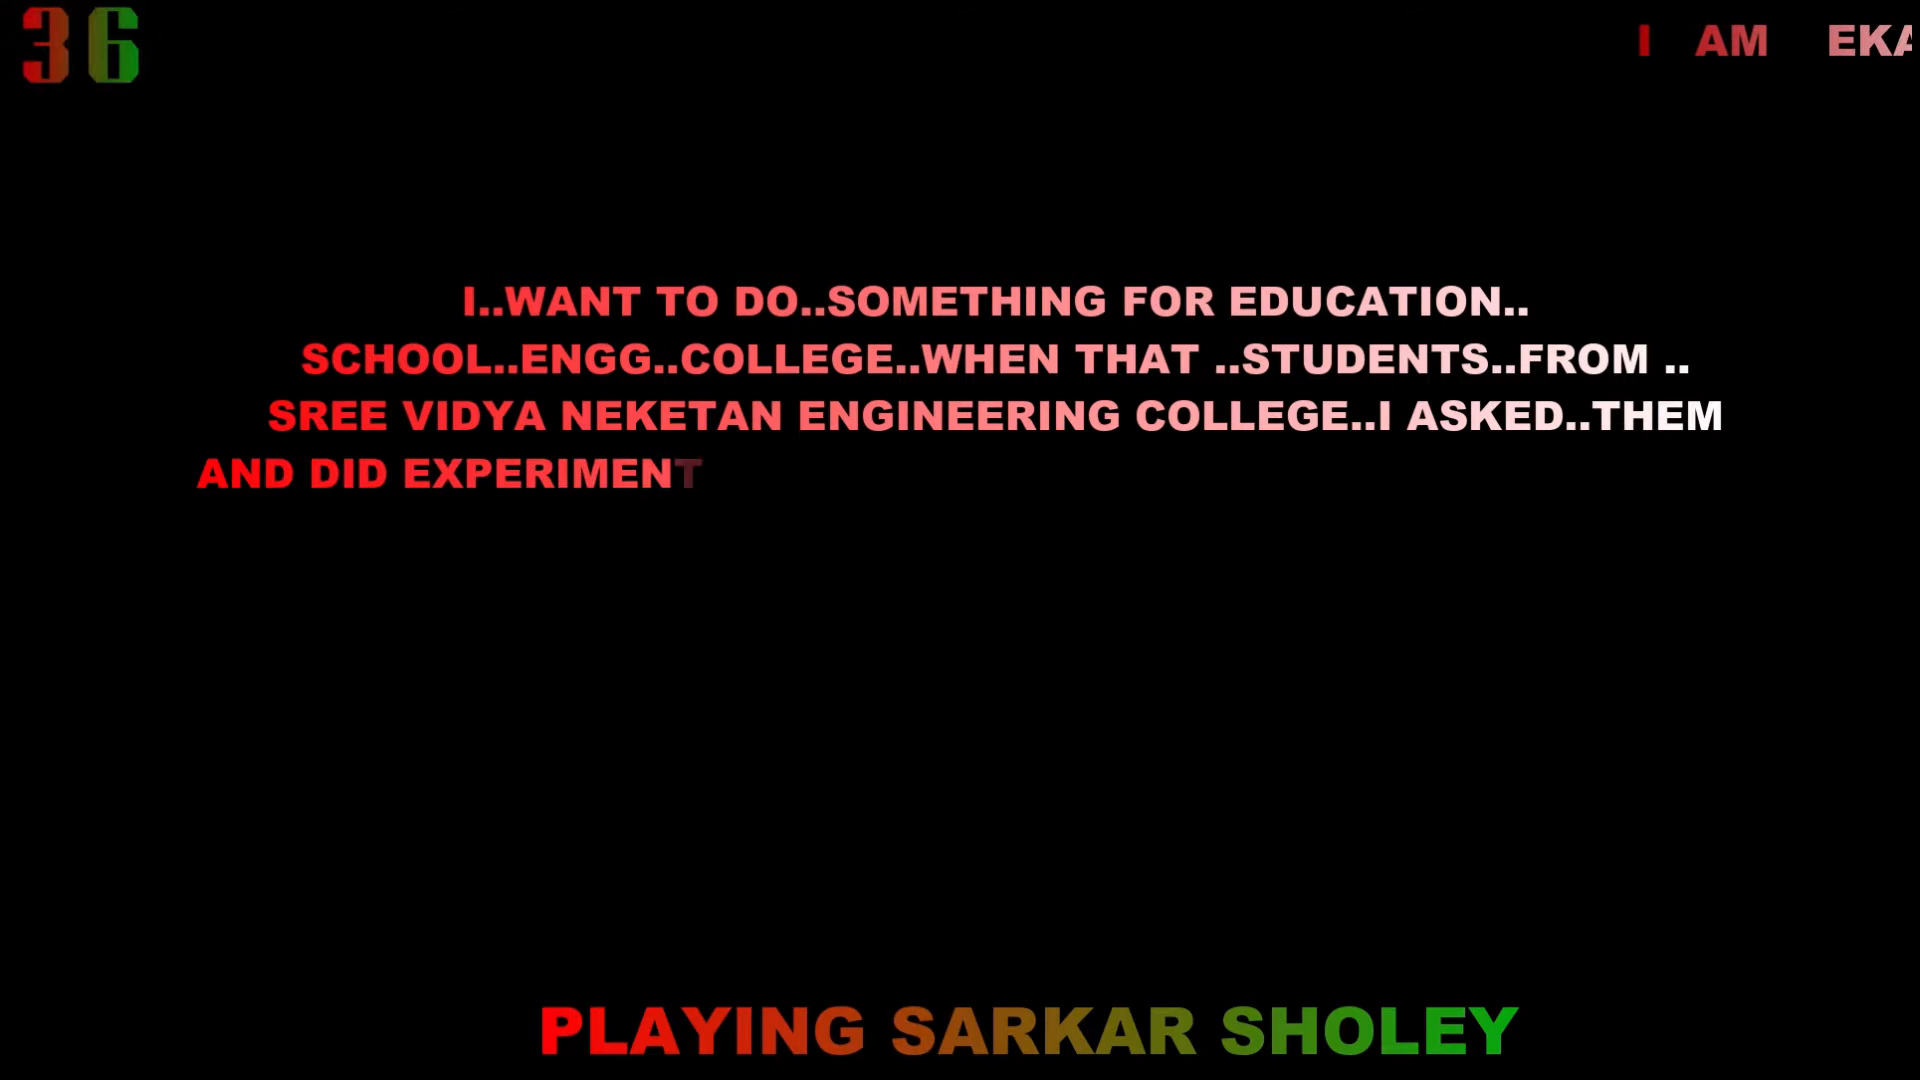 36
I AM EKA
I..WANT TO DO..SOMETHING FOR EDUCATION..
SCHOOL..ENGG..COLLEGE..WHEN THAT ..STUDENTS..FROM ..
SREE VIDYA NEKETAN ENGINEERING COLLEGE..I ASKED..THEM
AND DID EXPERIMENT
PLAYING SARKAR SHOLEY